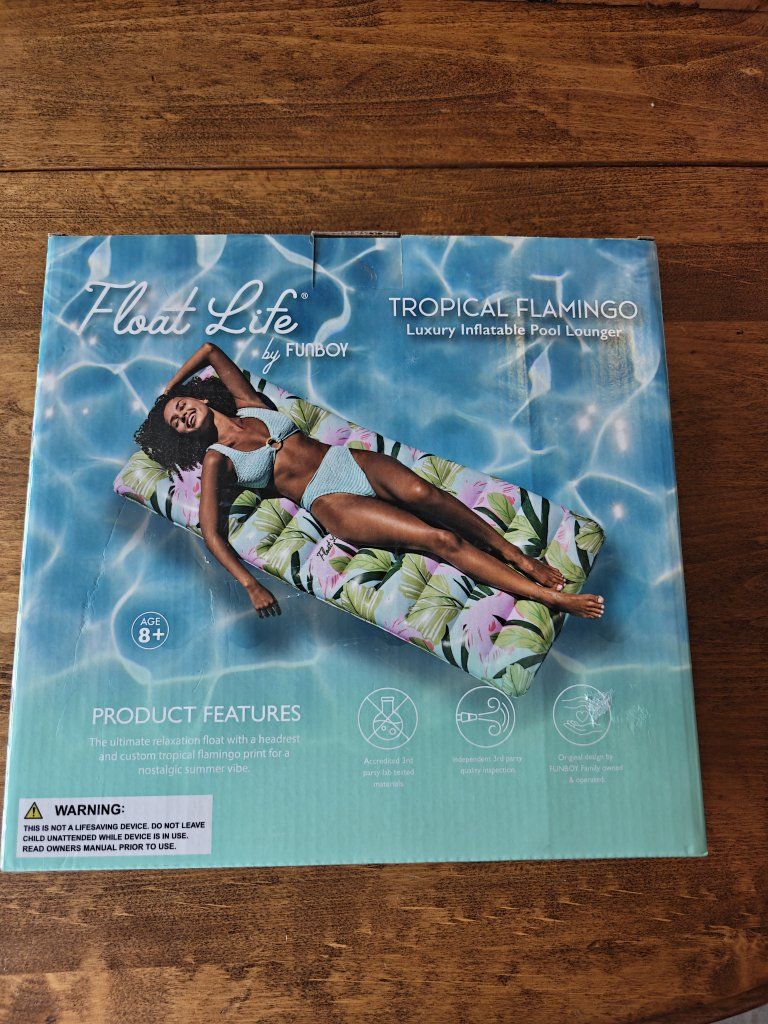 Float Life®
by FUNBOY
TROPICAL FLAMINGO
Luxury Inflatable Pool Lounger
Float Life
AGE
8+
PRODUCT FEATURES
The ultimate relaxation float with a headrest
and custom tropical flamingo print for a
nostalgic summer vibe.
Accredited 3rd
party lab tested
materials.
Independent 3rd party
quality inspection.
Original design by
FUNBOY. Family owned
& operated.
WARNING:
THIS IS NOT A LIFESAVING DEVICE. DO NOT LEAVE
CHILD UNATTENDED WHILE DEVICE IS IN USE.
READ OWNERS MANUAL PRIOR TO USE.